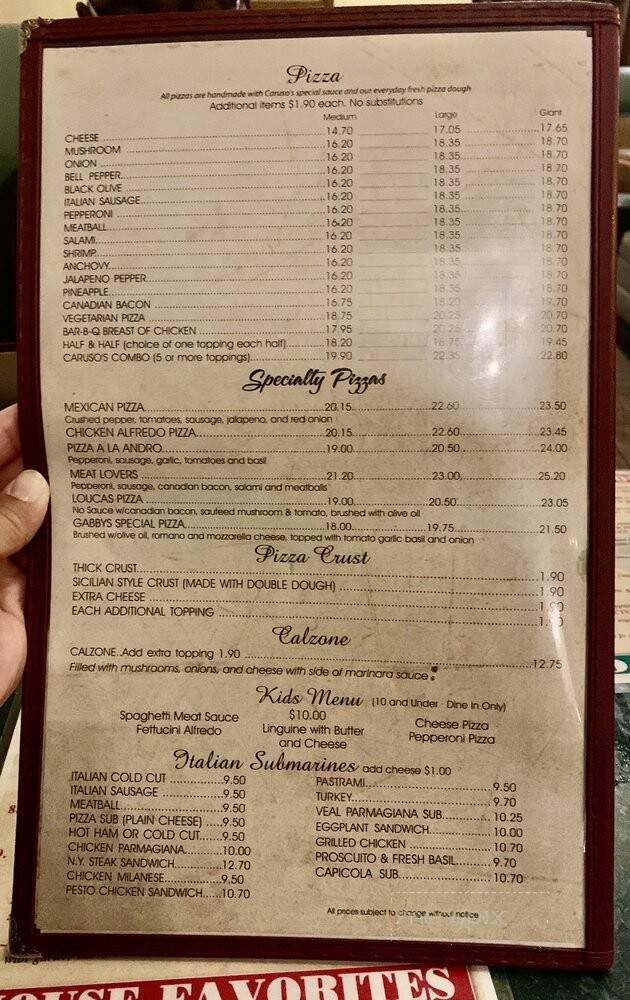 Pizza
All pizzas are handmade with Caruso's special sauce and our everyday fresh pizza dough
Additional items $1.90 each. No substitutions
Medium Large Giant
CHEESE 14.70 17.05 17.65
MUSHROOM 16.20 18.35 18.70
ONION 16.20 18.35 18.70
BELL PEPPER 16.20 18.35 18.70
BLACK OLIVE 16.20 18.35 18.70
ITALIAN SAUSAGE 16.20 18.35 18.70
PEPPERONI 16.20 18.35 18.70
MEATBALL 16.20 18.35 18.70
SALAMI 16.20 18.35 18.70
SHRIMP 16.20 18.35 18.70
ANCHOVY 16.20 18.35 18.70
JALAPENO PEPPER 16.20 18.35 18.70
PINEAPPLE 16.20 18.35 18.70
CANADIAN BACON 16.75 19.70
VEGETARIAN PIZZA 18.75 20.25 20.70
BAR-B-Q BREAST OF CHICKEN 17.95 20.70
HALF & HALF (choice of one topping each half) 18.20 18.75 19.45
CARUSO'S COMBO (5 or more toppings) 19.90 22.35 22.80
Specialty Pizzas
MEXICAN PIZZA 20.15 22.60 23.50
Crushed pepper, tomatoes, sausage, jalapeno, and red onion
CHICKEN ALFREDO PIZZA 20.15 22.60 23.45
PIZZA A LA ANDRO 19.00 20.50 24.00
Pepperoni, sausage, garlic, tomatoes and basil
MEAT LOVERS 21.20 23.00 25.20
Pepperoni, sausage, canadian bacon, salami and meatballs
LOUCAS PIZZA 19.00 20.50 23.05
No Sauce w/canadian bacon, sauteed mushroom & tomato, brushed with olive oil
GABBYS SPECIAL PIZZA 18.00 19.75 21.50
Brushed w/olive oil, romano and mozzarella cheese, topped with tomato garlic basil and onion
Pizza Crust
THICK CRUST 1.90
SICILIAN STYLE CRUST (MADE WITH DOUBLE DOUGH) 1.90
EXTRA CHEESE 1.90
EACH ADDITIONAL TOPPING
Calzone
CALZONE..Add extra topping 1.90 12.75
Filled with mushrooms, onions, and cheese with side of marinara sauce
Kids Menu (10 and Under - Dine In Only)
$10.00
Spaghetti Meat Sauce Linguine with Butter Cheese Pizza
Fettucini Alfredo and Cheese Pepperoni Pizza
Italian Submarines add cheese $1.00
ITALIAN COLD CUT 9.50
ITALIAN SAUSAGE 9.50
MEATBALL 9.50
PIZZA SUB (PLAIN CHEESE) 9.50
HOT HAM OR COLD CUT 9.50
CHICKEN PARMAGIANA 10.00
N.Y. STEAK SANDWICH 12.70
CHICKEN MILANESE 9.50
PESTO CHICKEN SANDWICH 10.70
PASTRAMI 9.50
TURKEY 9.70
VEAL PARMAGIANA SUB 10.25
EGGPLANT SANDWICH 10.00
GRILLED CHICKEN 10.70
PROSCUITO & FRESH BASIL 9.70
CAPICOLA SUB 10.70
All prices subject to change without notice
HOUSE FAVORITES